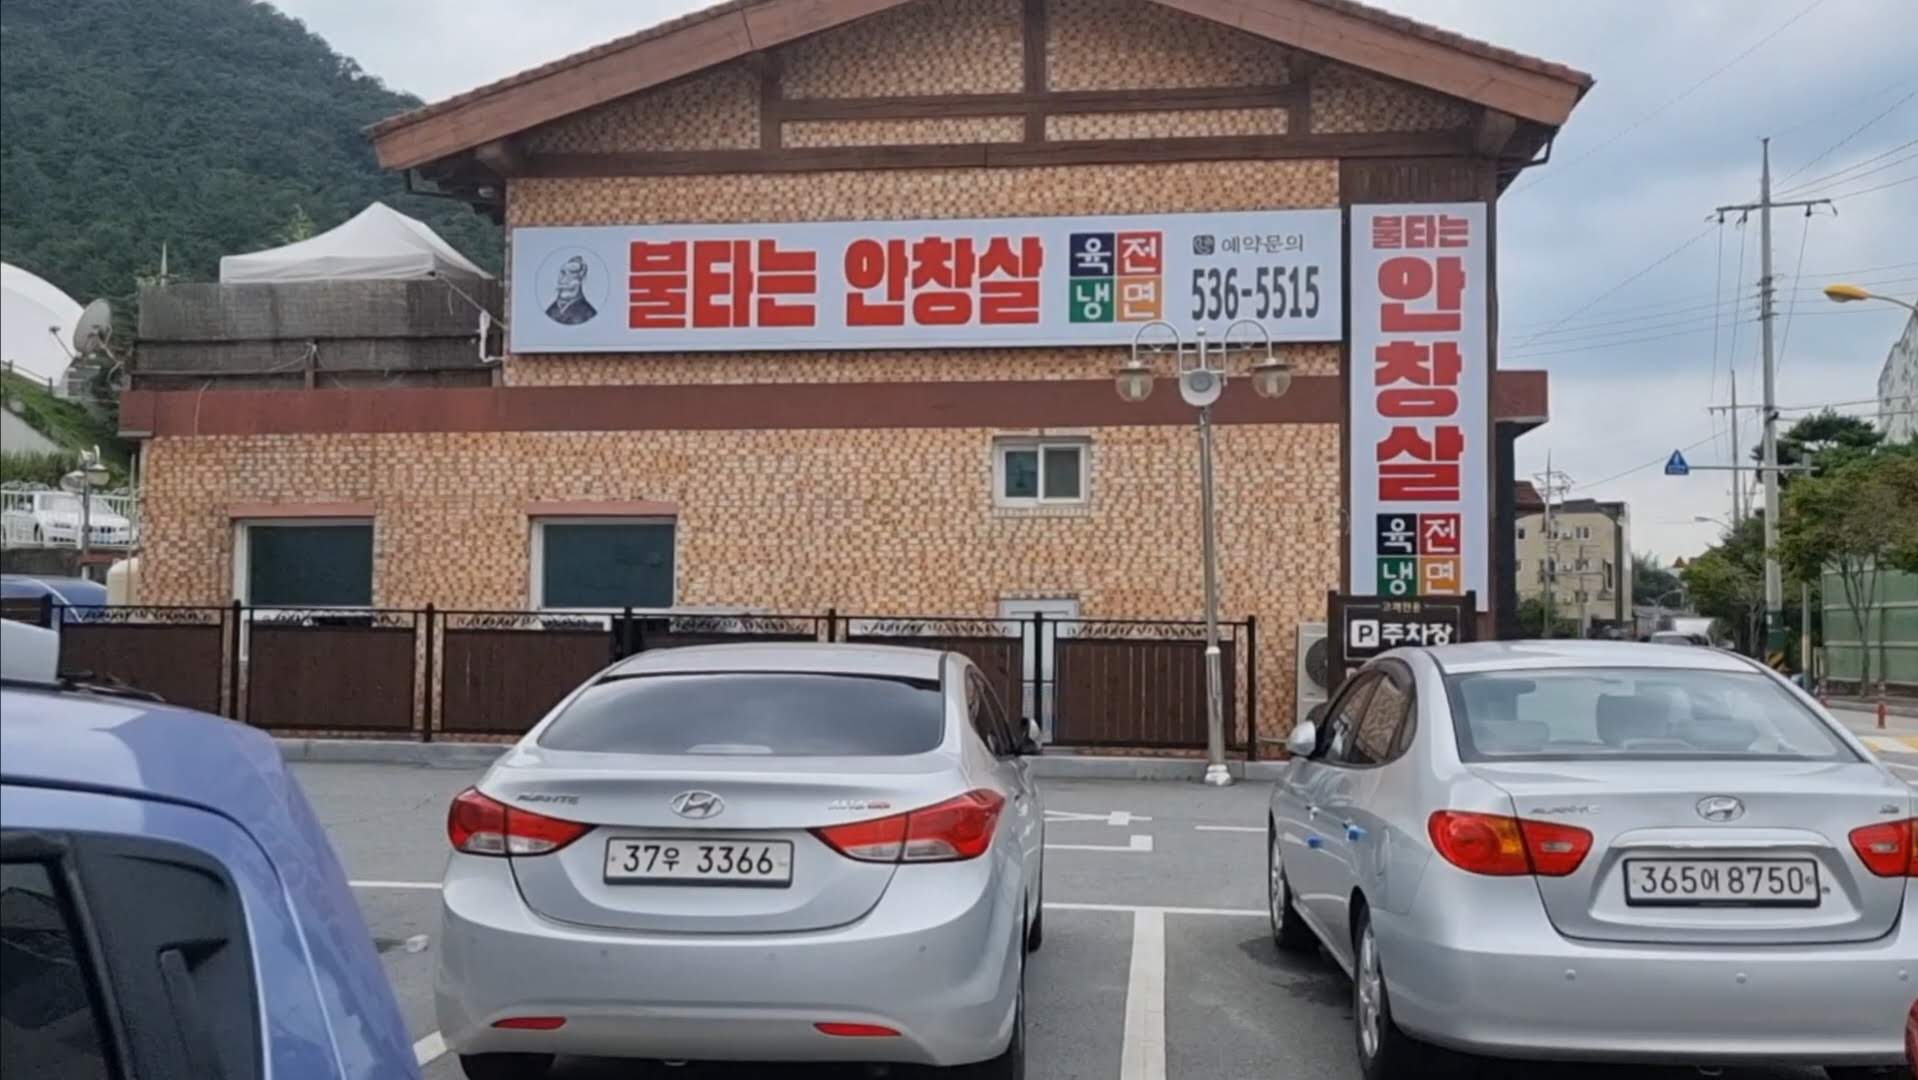 불타는 안창살
육전
냉면
예약문의
536-5515
불타는
안창살
육전
냉면
고객전용
P 주차장
AVANTE
37우 3366
AVANTE
365어 8750